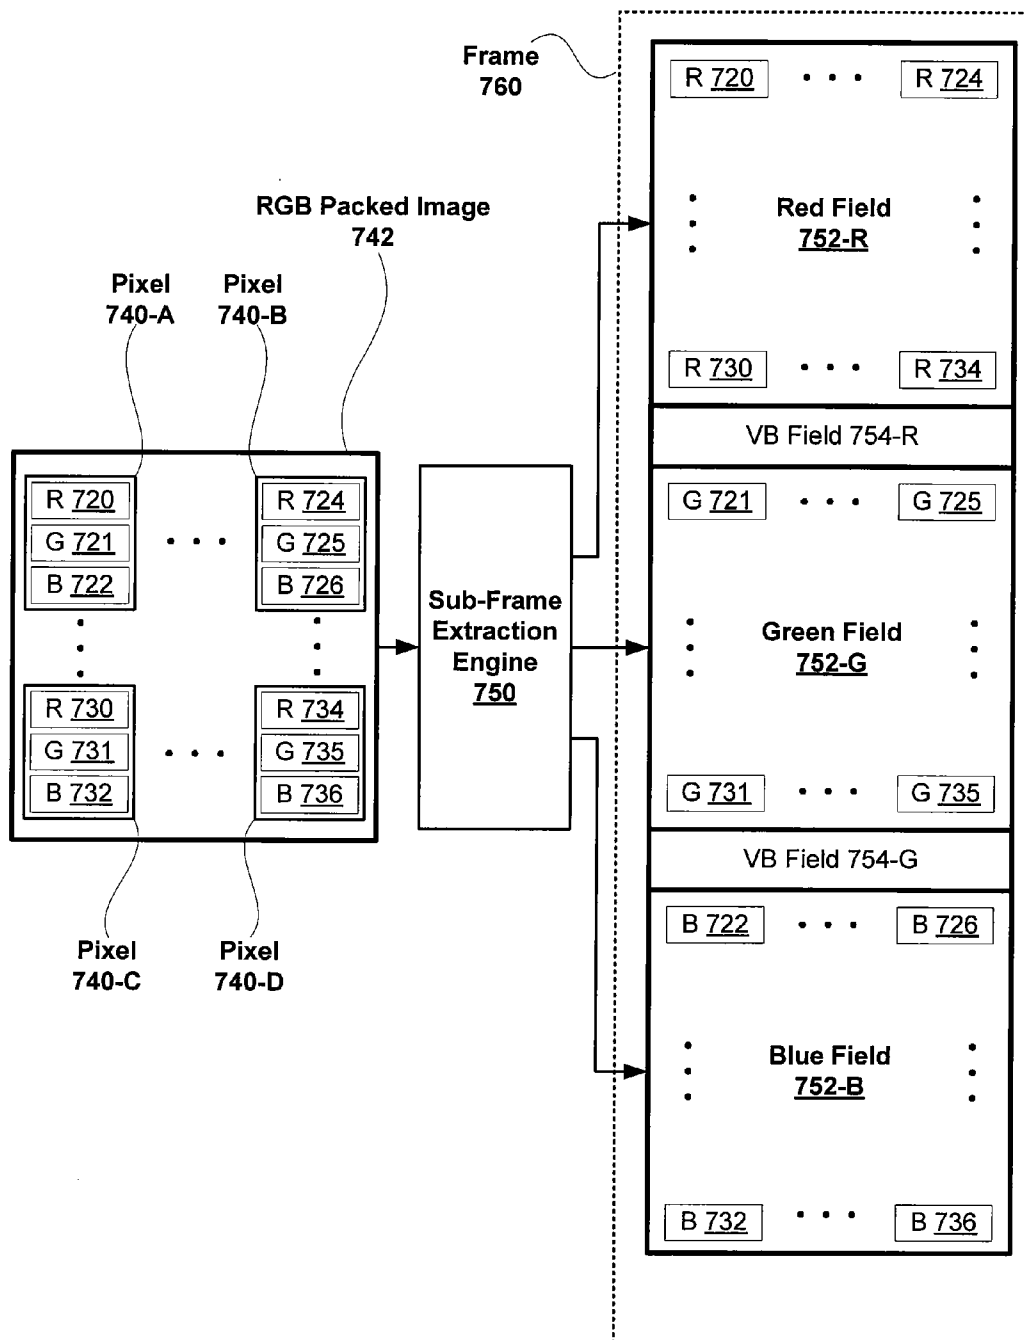 Frame
760
R 720 • • • R 724
Red Field
752-R
R 730 • • • R 734
VB Field 754-R
G 721 • • • G 725
Green Field
752-G
G 731 • • • G 735
VB Field 754-G
B 722 • • • B 726
Blue Field
752-B
B 732 • • • B 736
RGB Packed Image
742
Pixel
740-A
Pixel
740-B
R 720
G 721
B 722
R 724
G 725
B 726
R 730
G 731
B 732
R 734
G 735
B 736
Pixel
740-C
Pixel
740-D
Sub-Frame
Extraction
Engine
750